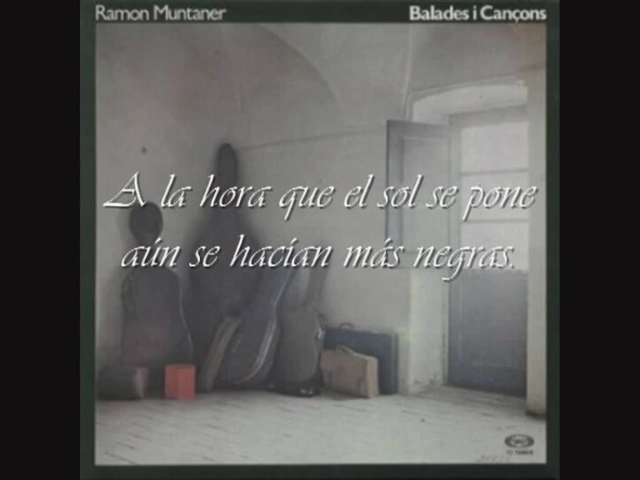 Ramon Muntaner
Balades i Cançons
A la hora que el sol se pone
aún se hacían más negras.